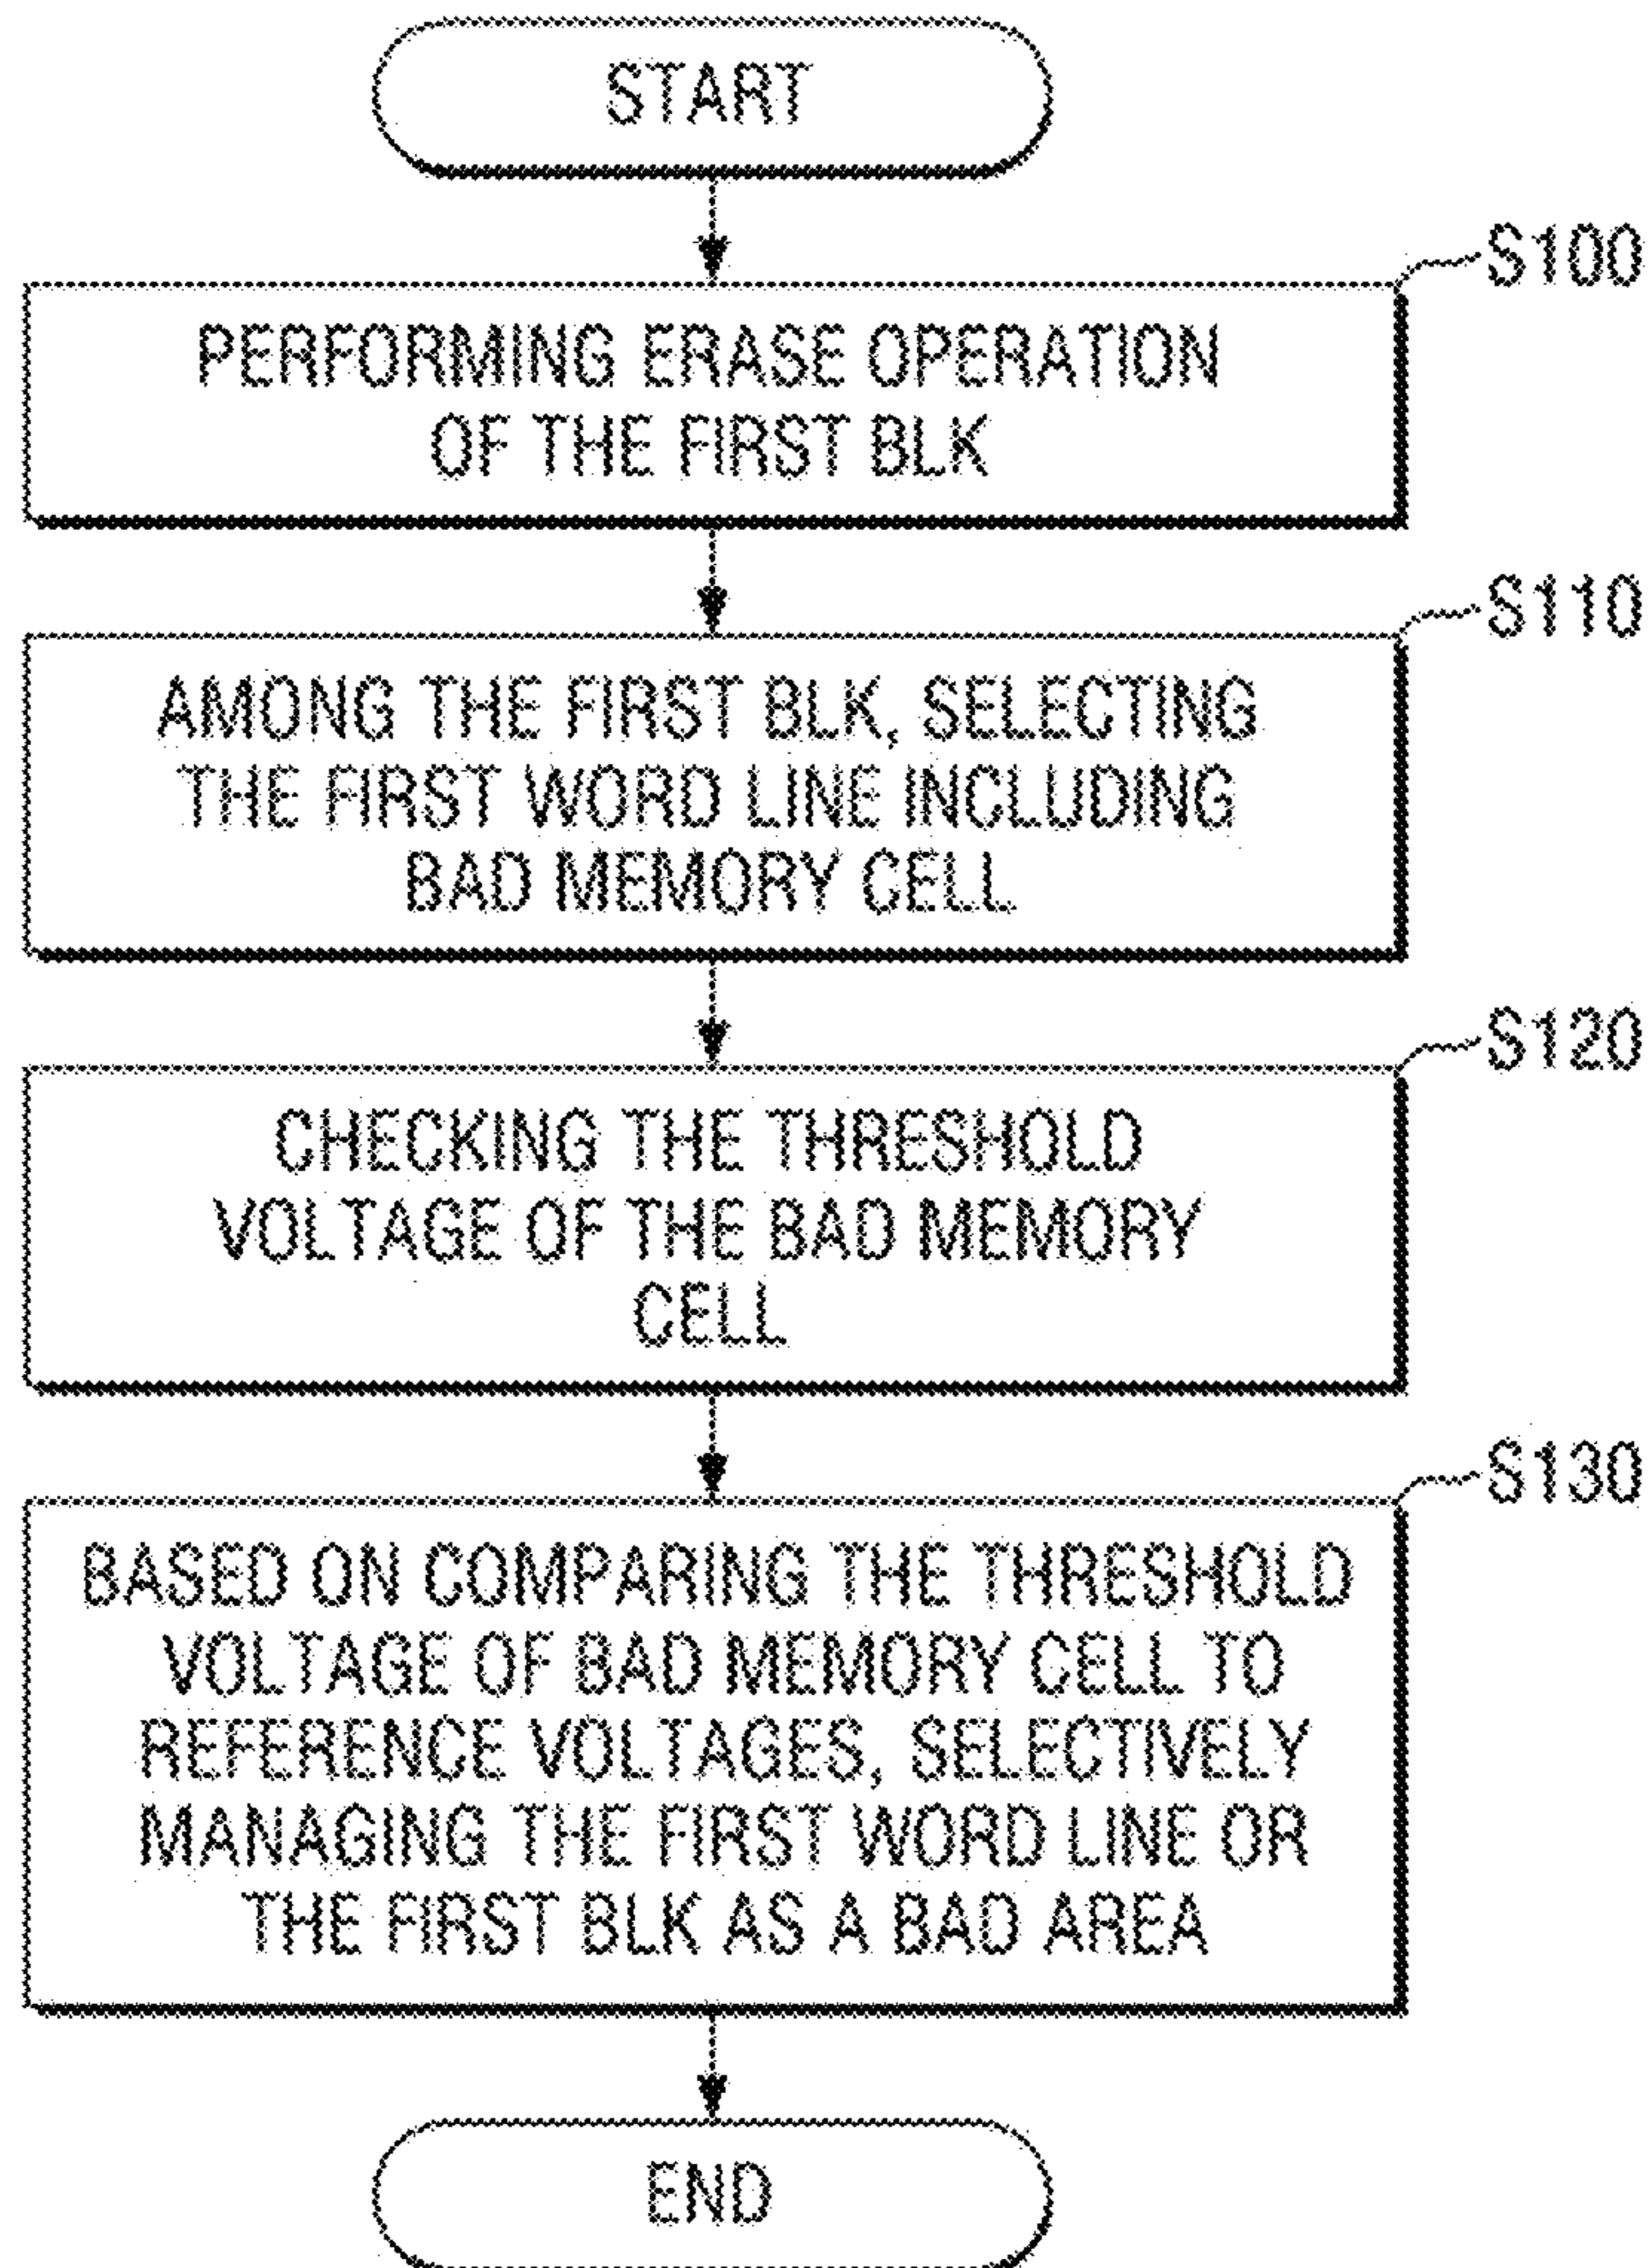 START
S100
PERFORMING ERASE OPERATION
OF THE FIRST BLK
S110
AMONG THE FIRST BLK, SELECTING
THE FIRST WORD LINE INCLUDING
BAD MEMORY CELL
S120
CHECKING THE THRESHOLD
VOLTAGE OF THE BAD MEMORY
CELL
S130
BASED ON COMPARING THE THRESHOLD
VOLTAGE OF BAD MEMORY CELL TO
REFERENCE VOLTAGES, SELECTIVELY
MANAGING THE FIRST WORD LINE OR
THE FIRST BLK AS A BAD AREA
END